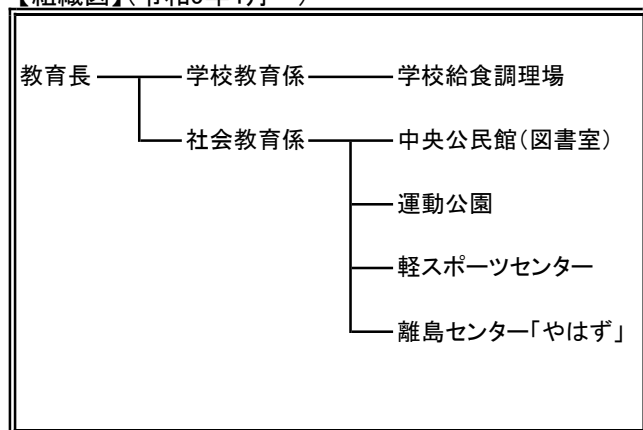 教育長 学校教育係 学校給食調理場
社会教育係 中央公民館（図書室）
運動公園
軽スポーツセンター
離島センター「やはず」